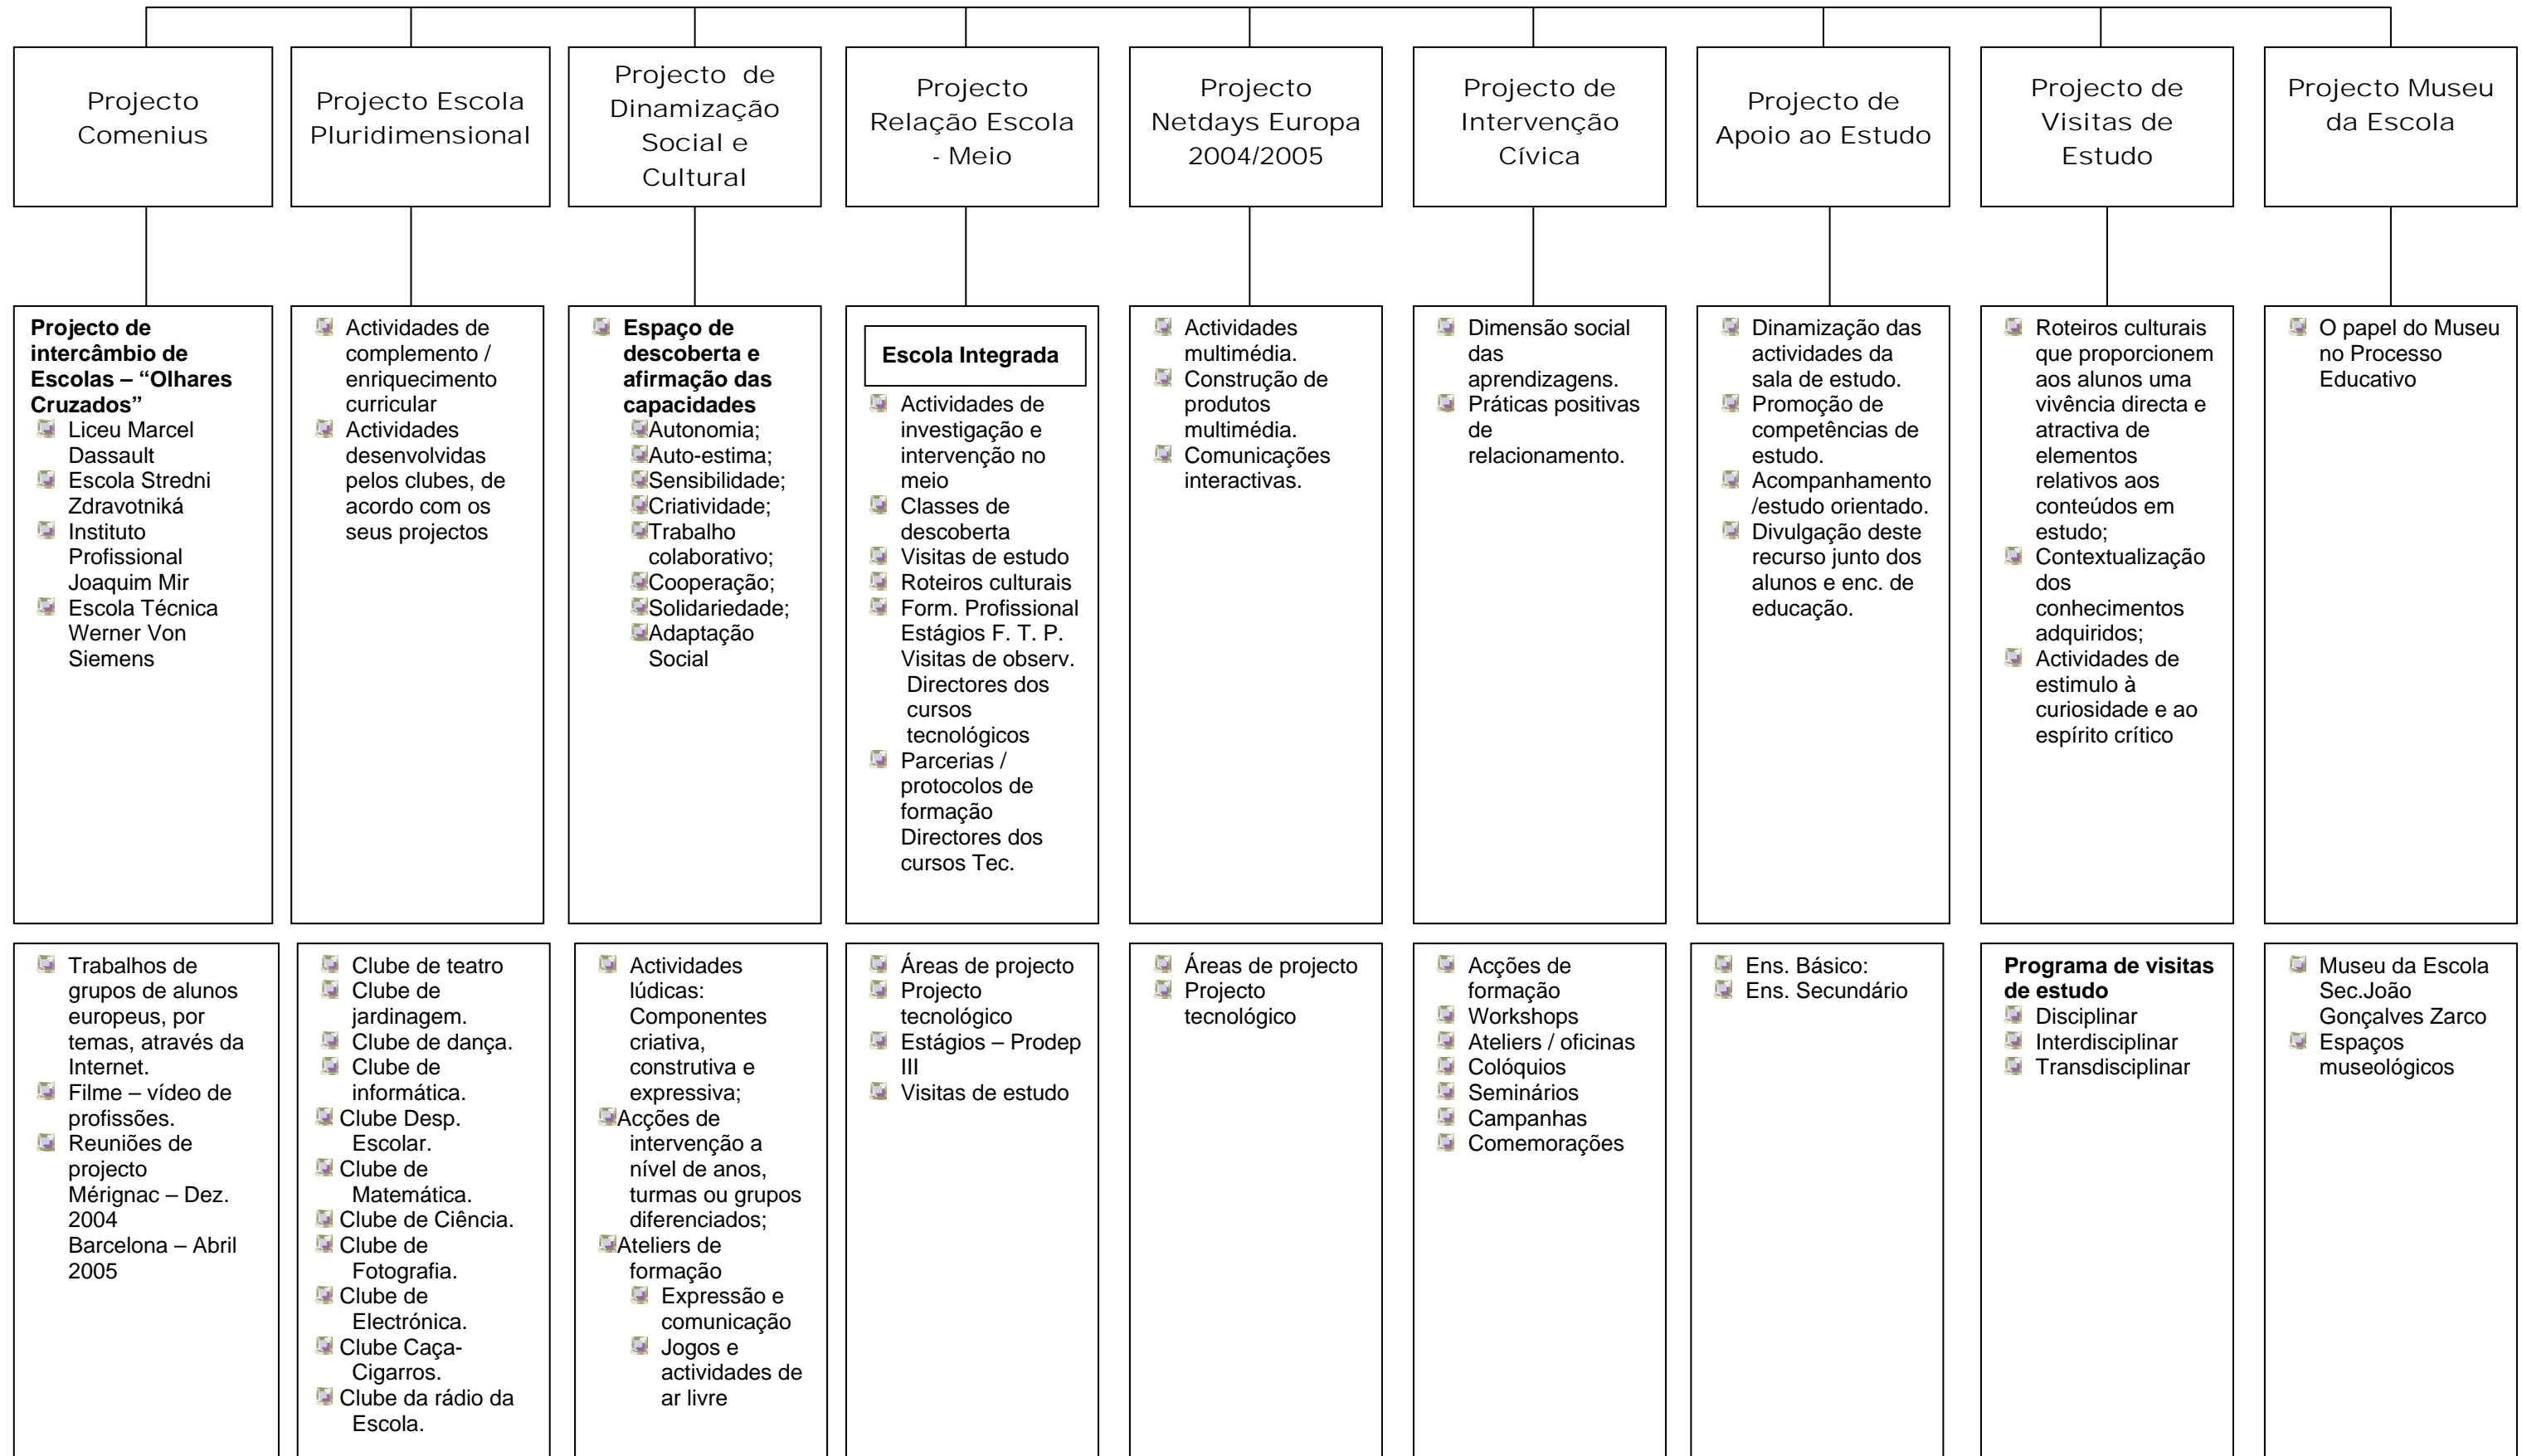 Projecto
Comenius
Projecto Escola
Pluridimensional
Projecto de
Dinamização
Social e
Cultural
Projecto
Relação Escola
- Meio
Projecto
Netdays Europa
2004/2005
Projecto de
Intervenção
Cívica
Projecto de
Apoio ao Estudo
Projecto de
Visitas de
Estudo
Projecto Museu
da Escola
Projecto de
intercâmbio de
Escolas – “Olhares
Cruzados”
Liceu Marcel
Dassault
Escola Stredni
Zdravotniká
Instituto
Profissional
Joaquim Mir
Escola Técnica
Werner Von
Siemens
Actividades de
complemento /
enriquecimento
curricular
Actividades
desenvolvidas
pelos clubes, de
acordo com os
seus projectos
Espaço de
descoberta e
afirmação das
capacidades
Autonomia;
Auto-estima;
Sensibilidade;
Criatividade;
Trabalho
colaborativo;
Cooperação;
Solidariedade;
Adaptação
Social
Escola Integrada
Actividades de
investigação e
intervenção no
meio
Classes de
descoberta
Visitas de estudo
Roteiros culturais
Form. Profissional
Estágios F. T. P.
Visitas de observ.
Directores dos
cursos
tecnológicos
Parcerias /
protocolos de
formação
Directores dos
cursos Tec.
Actividades
multimédia.
Construção de
produtos
multimédia.
Comunicações
interactivas.
Dimensão social
das
aprendizagens.
Práticas positivas
de
relacionamento.
Dinamização das
actividades da
sala de estudo.
Promoção de
competências de
estudo.
Acompanhamento
/estudo orientado.
Divulgação deste
recurso junto dos
alunos e enc. de
educação.
Roteiros culturais
que proporcionem
aos alunos uma
vivência directa e
atractiva de
elementos
relativos aos
conteúdos em
estudo;
Contextualização
dos
conhecimentos
adquiridos;
Actividades de
estimulo à
curiosidade e ao
espírito crítico
O papel do Museu
no Processo
Educativo
Trabalhos de
grupos de alunos
europeus, por
temas, através da
Internet.
Filme – vídeo de
profissões.
Reuniões de
projecto
Mérignac – Dez.
2004
Barcelona – Abril
2005
Clube de teatro
Clube de
jardinagem.
Clube de dança.
Clube de
informática.
Clube Desp.
Escolar.
Clube de
Matemática.
Clube de Ciência.
Clube de
Fotografia.
Clube de
Electrónica.
Clube Caça-
Cigarros.
Clube da rádio da
Escola.
Actividades
lúdicas:
Componentes
criativa,
construtiva e
expressiva;
Acções de
intervenção a
nível de anos,
turmas ou grupos
diferenciados;
Ateliers de
formação
Expressão e
comunicação
Jogos e
actividades de
ar livre
Áreas de projecto
Projecto
tecnológico
Estágios – Prodep
III
Visitas de estudo
Áreas de projecto
Projecto
tecnológico
Acções de
formação
Workshops
Ateliers / oficinas
Colóquios
Seminários
Campanhas
Comemorações
Ens. Básico:
Ens. Secundário
Programa de visitas
de estudo
Disciplinar
Interdisciplinar
Transdisciplinar
Museu da Escola
Sec.João
Gonçalves Zarco
Espaços
museológicos